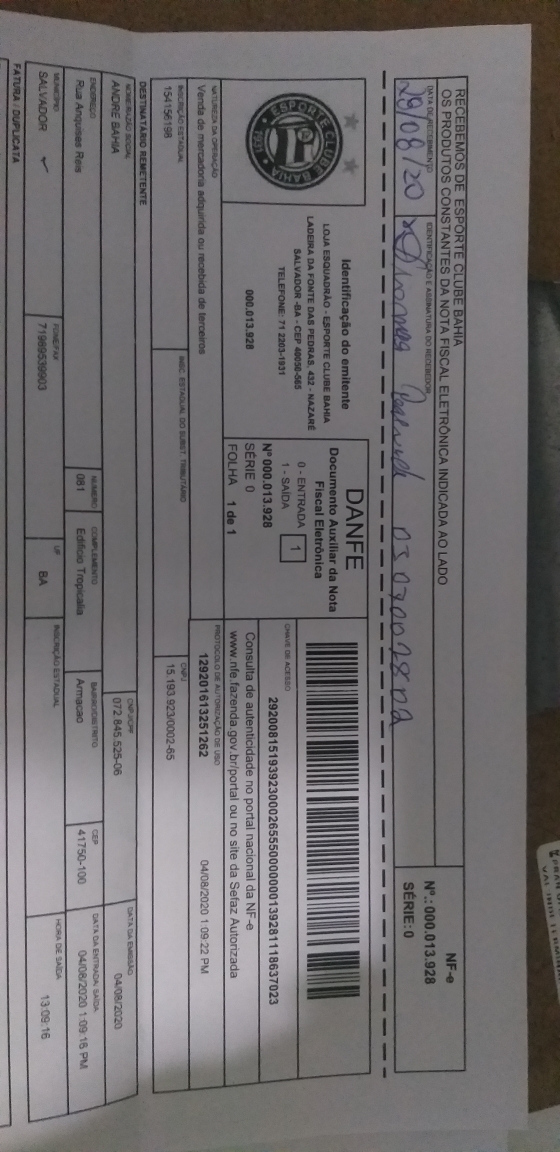 RECEBEMOS DE ESPORTE CLUBE BAHIA
OS PRODUTOS CONSTANTES DA NOTA FISCAL ELETRÔNICA INDICADA AO LADO
DATA DE RECEBIMENTO
IDENTIFICAÇÃO E ASSINATURA DO RECEBEDOR
29/08/20
NF-e
Nº.: 000.013.928
SÉRIE:0
ESPORTE CLUBE BAHIA
1931
Identificação do emitente
LOJA ESQUADRÃO - ESPORTE CLUBE BAHIA
LADEIRA DA FONTE DAS PEDRAS, 432 - NAZARÉ
SALVADOR -BA - CEP 40050-565
TELEFONE: 71 2203-1931
000.013.928
DANFE
Documento Auxiliar da Nota
Fiscal Eletrônica
0 - ENTRADA
1 - SAÍDA
1
Nº 000.013.928
SÉRIE 0
FOLHA 1 de 1
CHAVE DE ACESSO
Consulta de autenticidade no portal nacional da NF-e
www.nfe.fazenda.gov.br/portal ou no site da Sefaz Autorizada
NATUREZA DA OPERAÇÃO
Venda de mercadoria adquirida ou recebida de terceiros
PROTOCOLO DE AUTORIZAÇÃO DE USO
129201613251262 04/08/2020 1:09:22 PM
INSCRIÇÃO ESTADUAL
154156198
INSC. ESTADUAL DO SUBST. TRIBUTÁRIO
CNPJ
15.193.923/0002-65
DESTINATÁRIO REMETENTE
NOME/RAZÃO SOCIAL
ANDRE BAHIA
CNPJ/CPF
072.845.525-06
DATA DA EMISSÃO
04/08/2020
ENDEREÇO
Rua Anquises Reis
NUMERO
081
COMPLEMENTO
Edificio Tropicalia
BAIRRO/DISTRITO
Armacao
CEP
41750-100
DATA DA ENTRADA/ SAÍDA
04/08/2020 1:09:16 PM
MUNICÍPIO
SALVADOR
FONE/FAX
71989589903
UF
BA
INSCRIÇÃO ESTADUAL
HORA DE SAÍDA
13:09:16
FATURA / DUPLICATA